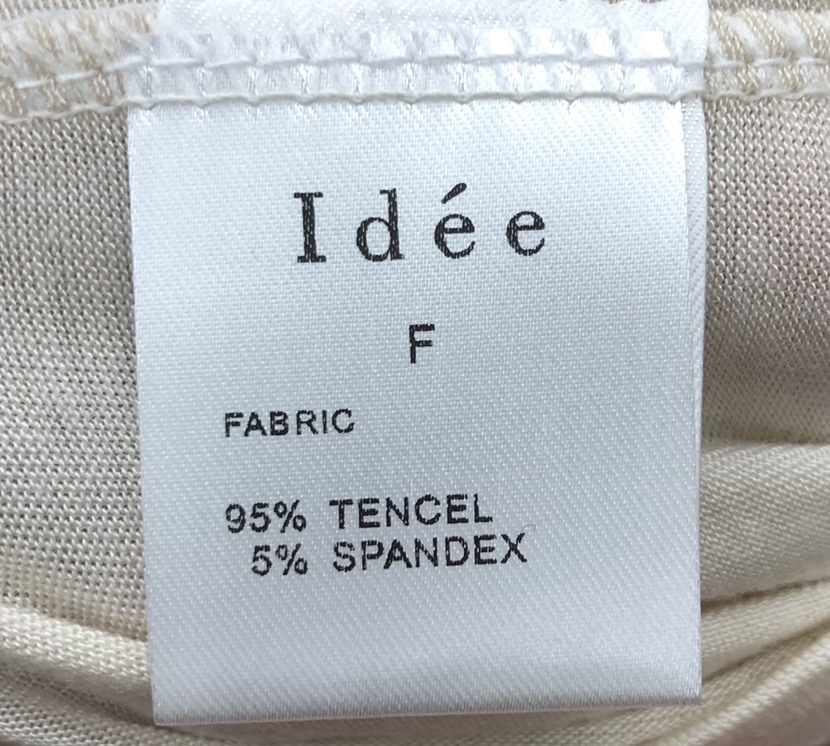 Idée
F
FABRIC
95% TENCEL
5% SPANDEX